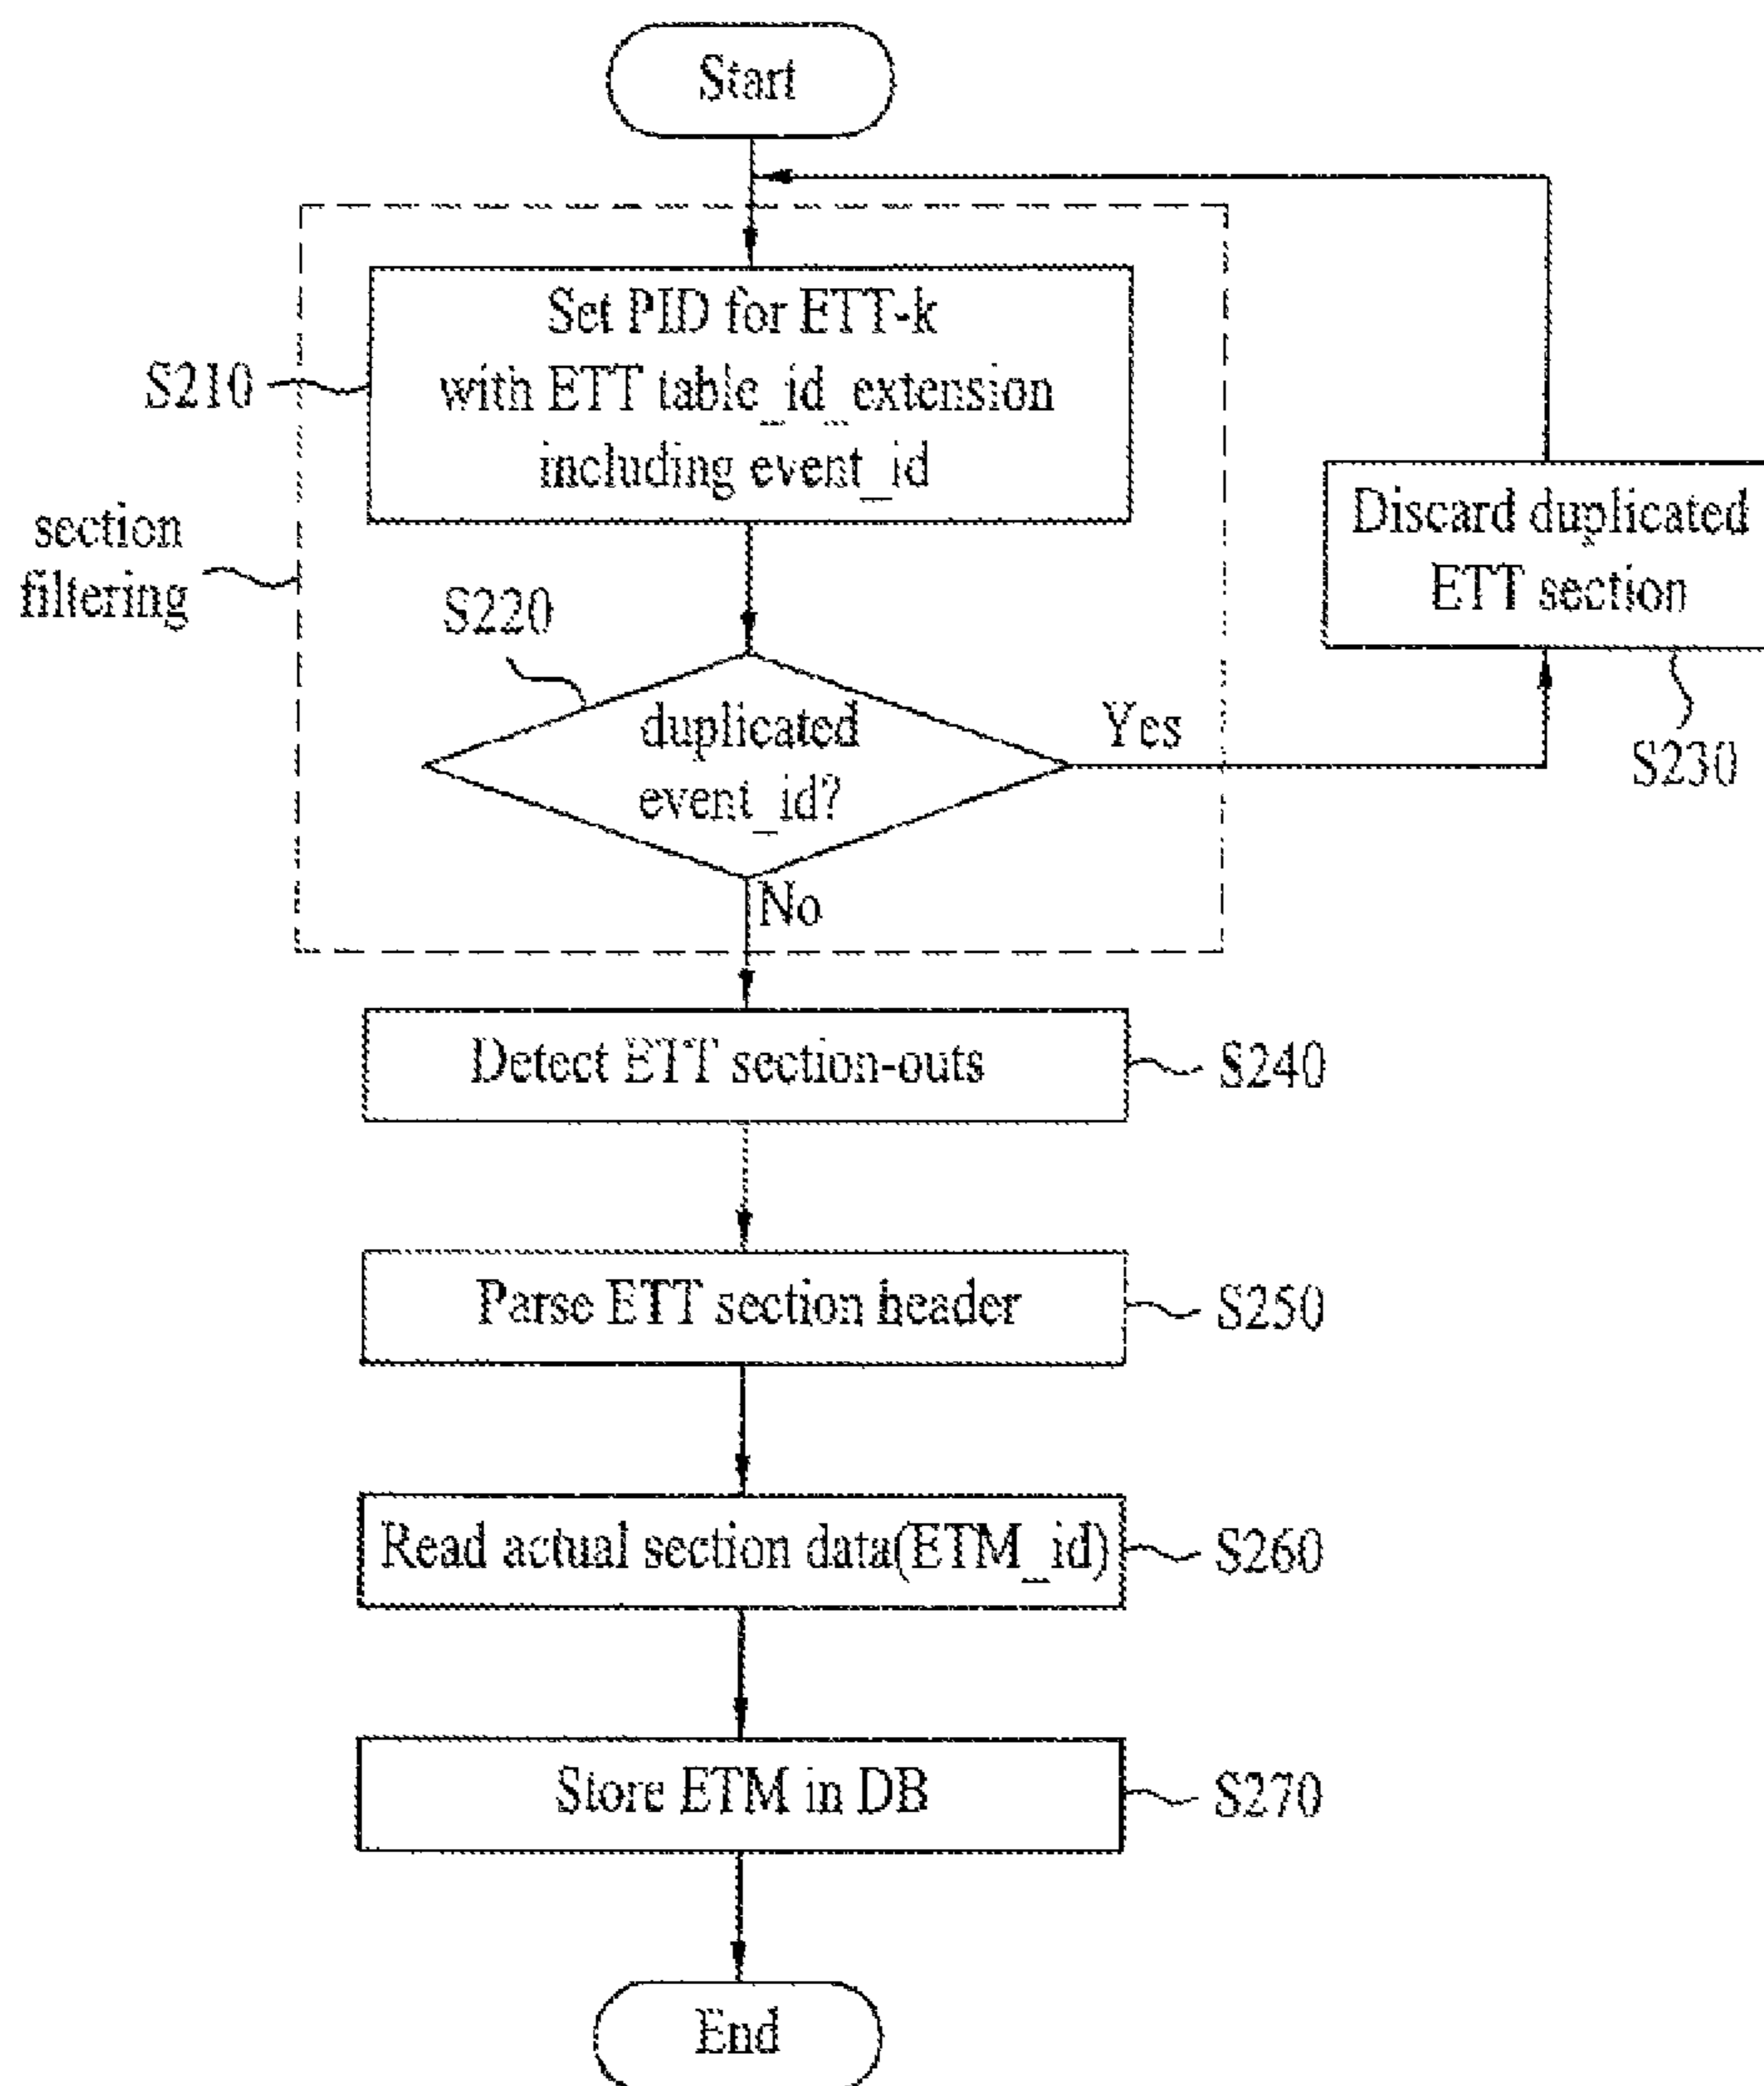 Start
Set PID for ETT-k
with ETT table_id_extension
including event_id
S210
section
filtering
Discard duplicated
ETT section
S230
S220
duplicated
event_id?
Yes
No
Detect ETT section-outs
S240
Parse ETT section header
S250
Read actual section data(ETM_id)
S260
Store ETM in DB
S270
End